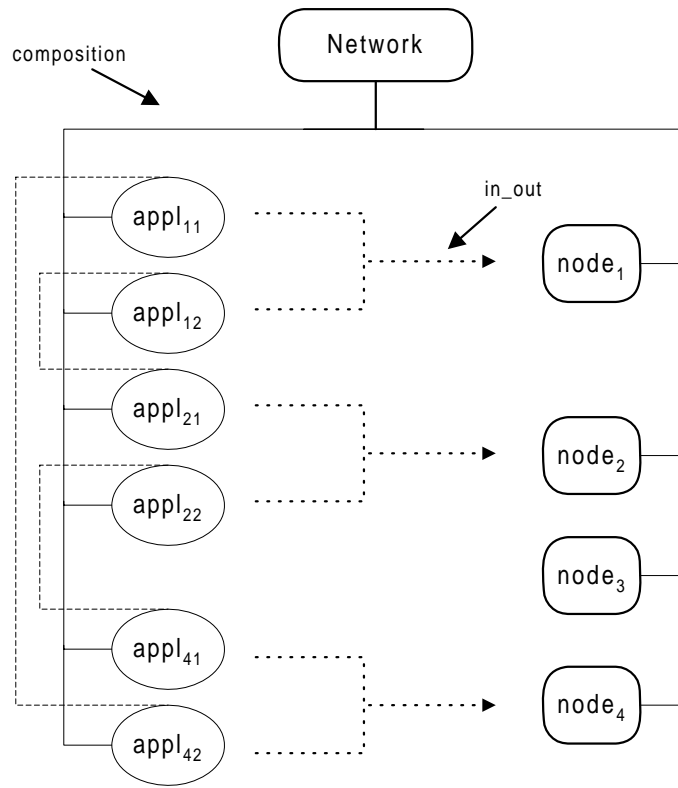 Network
composition
in_out
appl₁₁
node₁
appl₁₂
appl₂₁
node₂
appl₂₂
node₃
appl₄₁
node₄
appl₄₂